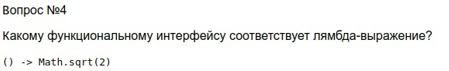 Вопрос №4
Какому функциональному интерфейсу соответствует лямбда-выражение?
() -> Math.sqrt(2)